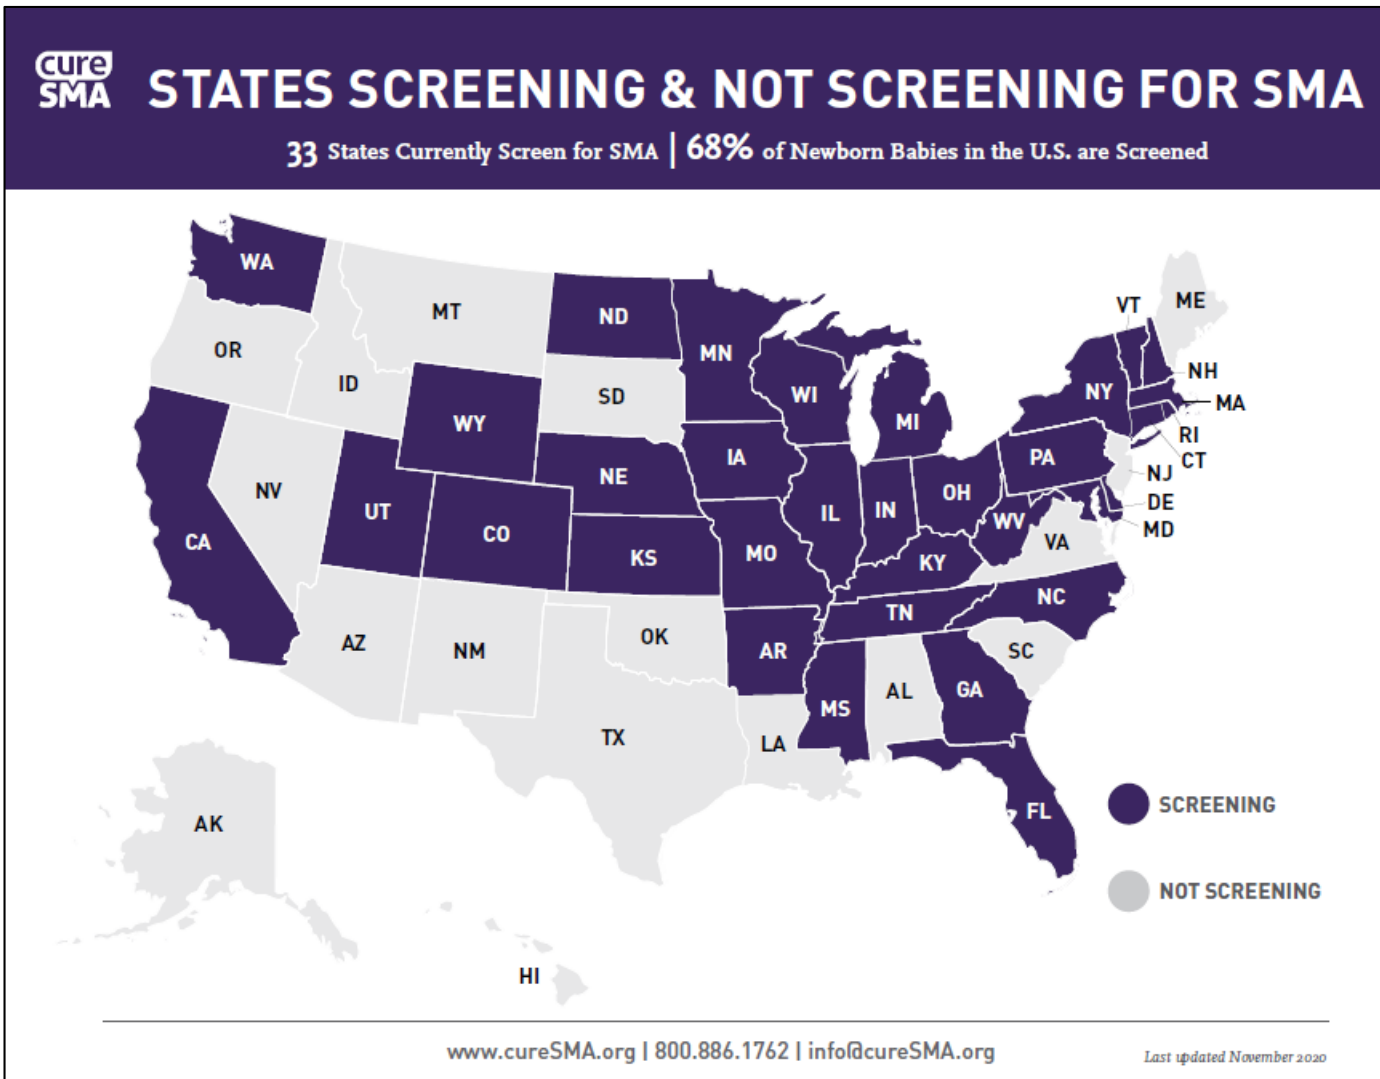 cure
SMA
STATES SCREENING & NOT SCREENING FOR SMA
33 States Currently Screen for SMA | 68% of Newborn Babies in the U.S. are Screened
WA
MT
ND
MN
VT
ME
OR
ID
SD
WI
NY
NH
MA
WY
MI
RI
CT
IA
PA
NJ
NE
NV
UT
CO
IL
IN
OH
DE
MD
WV
VA
CA
KS
MO
KY
NC
TN
AZ
NM
OK
AR
SC
MS
AL
GA
TX
LA
FL
SCREENING
AK
NOT SCREENING
HI
www.cureSMA.org | 800.886.1762 | info@cureSMA.org
Last updated November 2020